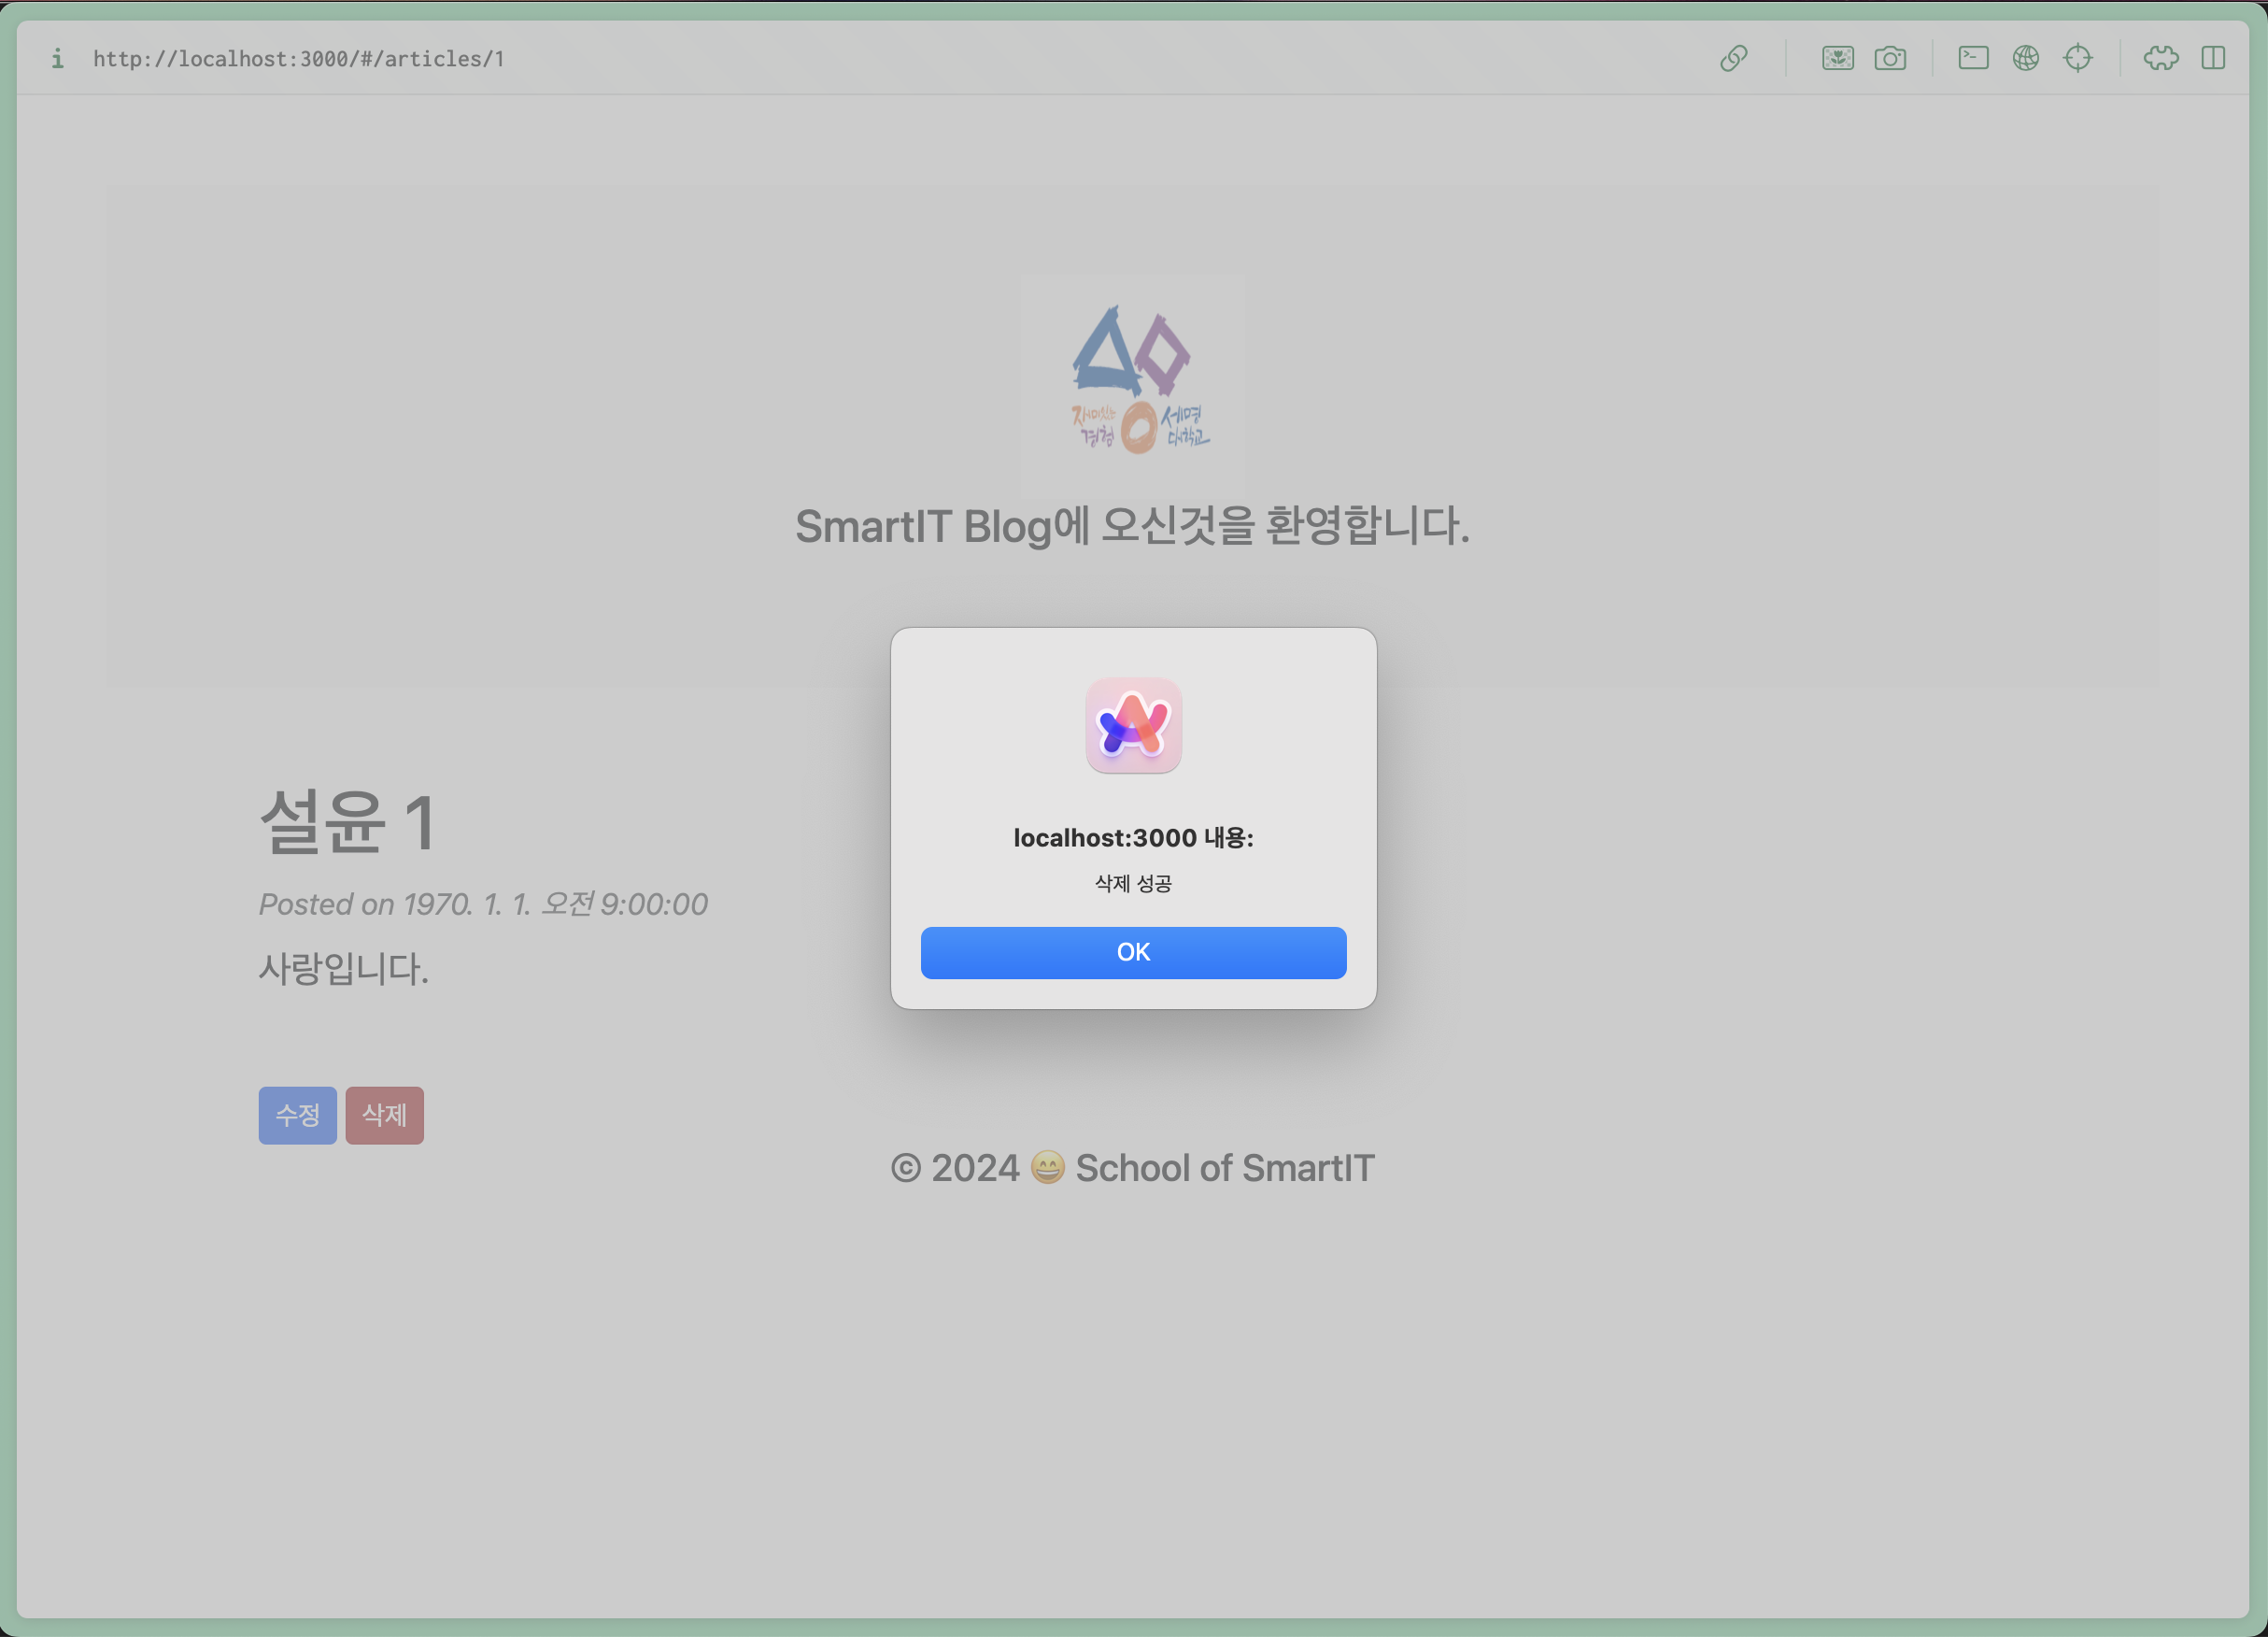 http://localhost:3000/#/articles/1
재미있는 세명
경험 대학교
SmartIT Blog에 오신것을 환영합니다.
localhost:3000 내용:
삭제 성공
OK
설윤 1
Posted on 1970. 1. 1. 오전 9:00:00
사랑입니다.
수정 삭제
© 2024 😄 School of SmartIT